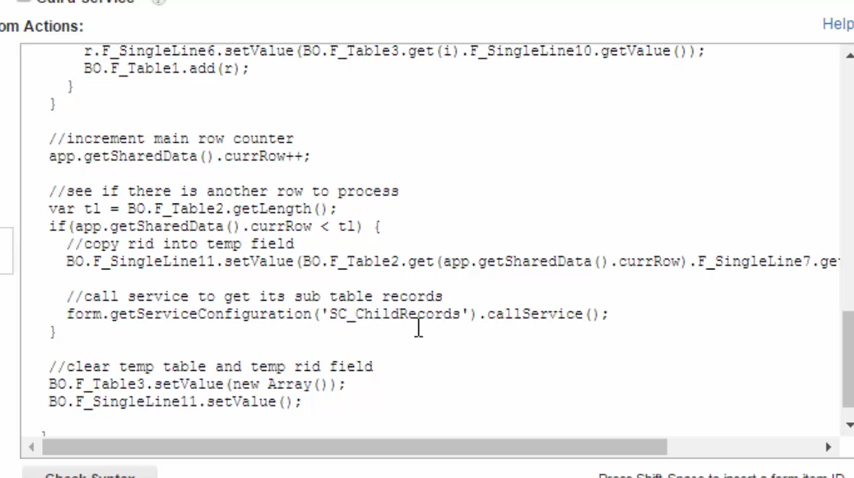 om Actions:
Help
r.F_SingleLine6.setValue(BO.F_Table3.get(i).F_SingleLine10.getValue());
BO.F_Table1.add(r);
}
}
//increment main row counter
app.getSharedData().currRow++;
//see if there is another row to process
var tl = BO.F_Table2.getLength();
if(app.getSharedData().currRow < tl) {
//copy rid into temp field
BO.F_SingleLine11.setValue(BO.F_Table2.get(app.getSharedData().currRow).F_SingleLine7.get
//call service to get its sub table records
form.getServiceConfiguration('SC_ChildRecords').callService();
}
//clear temp table and temp rid field
BO.F_Table3.setValue(new Array());
BO.F_SingleLine11.setValue();
}
Check Syntax
Press Shift-Space to insert a form item ID